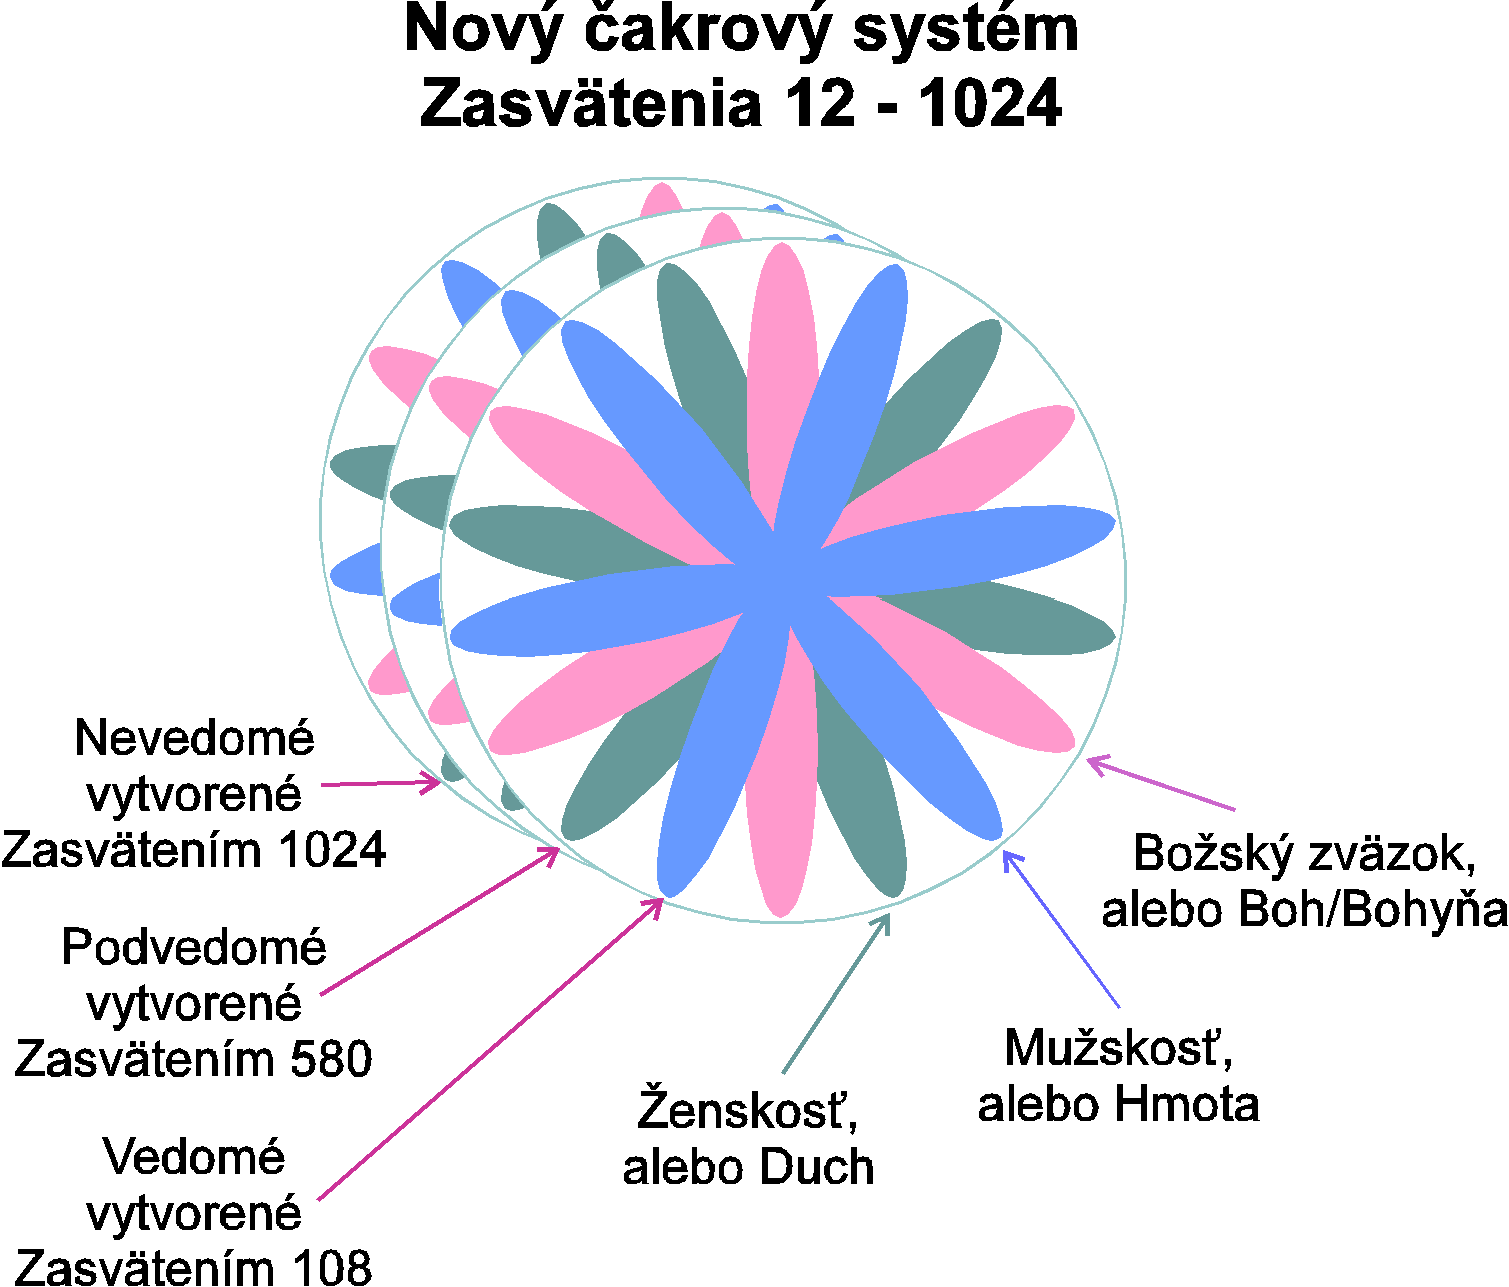 Nový čakrový systém
Zasvätenia 12 - 1024
Nevedomé
vytvorené
Zasvätením 1024
Podvedomé
vytvorené
Zasvätením 580
Vedomé
vytvorené
Zasvätením 108
Ženskosť,
alebo Duch
Mužskosť,
alebo Hmota
Božský zväzok,
alebo Boh/Bohyňa